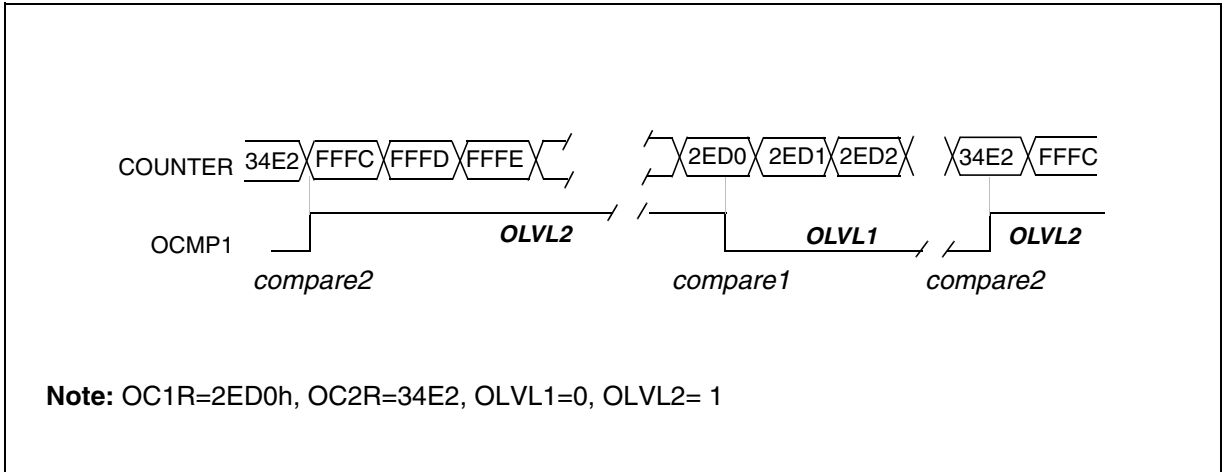 COUNTER 34E2 FFFC FFFD FFFE 2ED0 2ED1 2ED2 34E2 FFFC
OCMP1 OLVL2 OLVL1 OLVL2
compare2 compare1 compare2
Note: OC1R=2ED0h, OC2R=34E2, OLVL1=0, OLVL2= 1